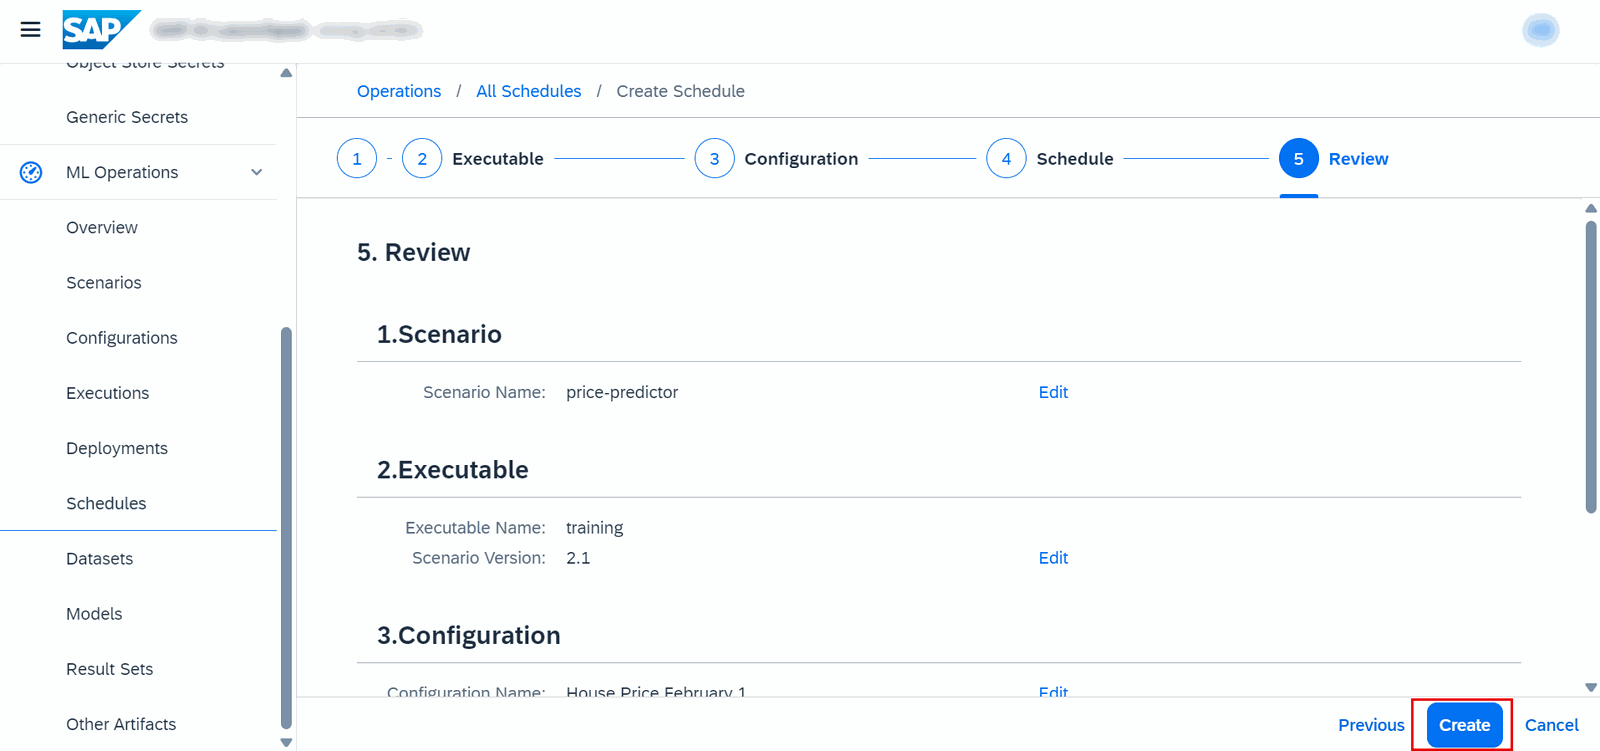 SAP
Object Store Secrets
Generic Secrets
ML Operations
Overview
Scenarios
Configurations
Executions
Deployments
Schedules
Datasets
Models
Result Sets
Other Artifacts
Operations / All Schedules / Create Schedule
1 - 2 Executable 3 Configuration 4 Schedule 5 Review
5. Review
1.Scenario
Scenario Name: price-predictor Edit
2.Executable
Executable Name: training
Scenario Version: 2.1 Edit
3.Configuration
Configuration Name: House Price February 1 Edit
Previous Create Cancel